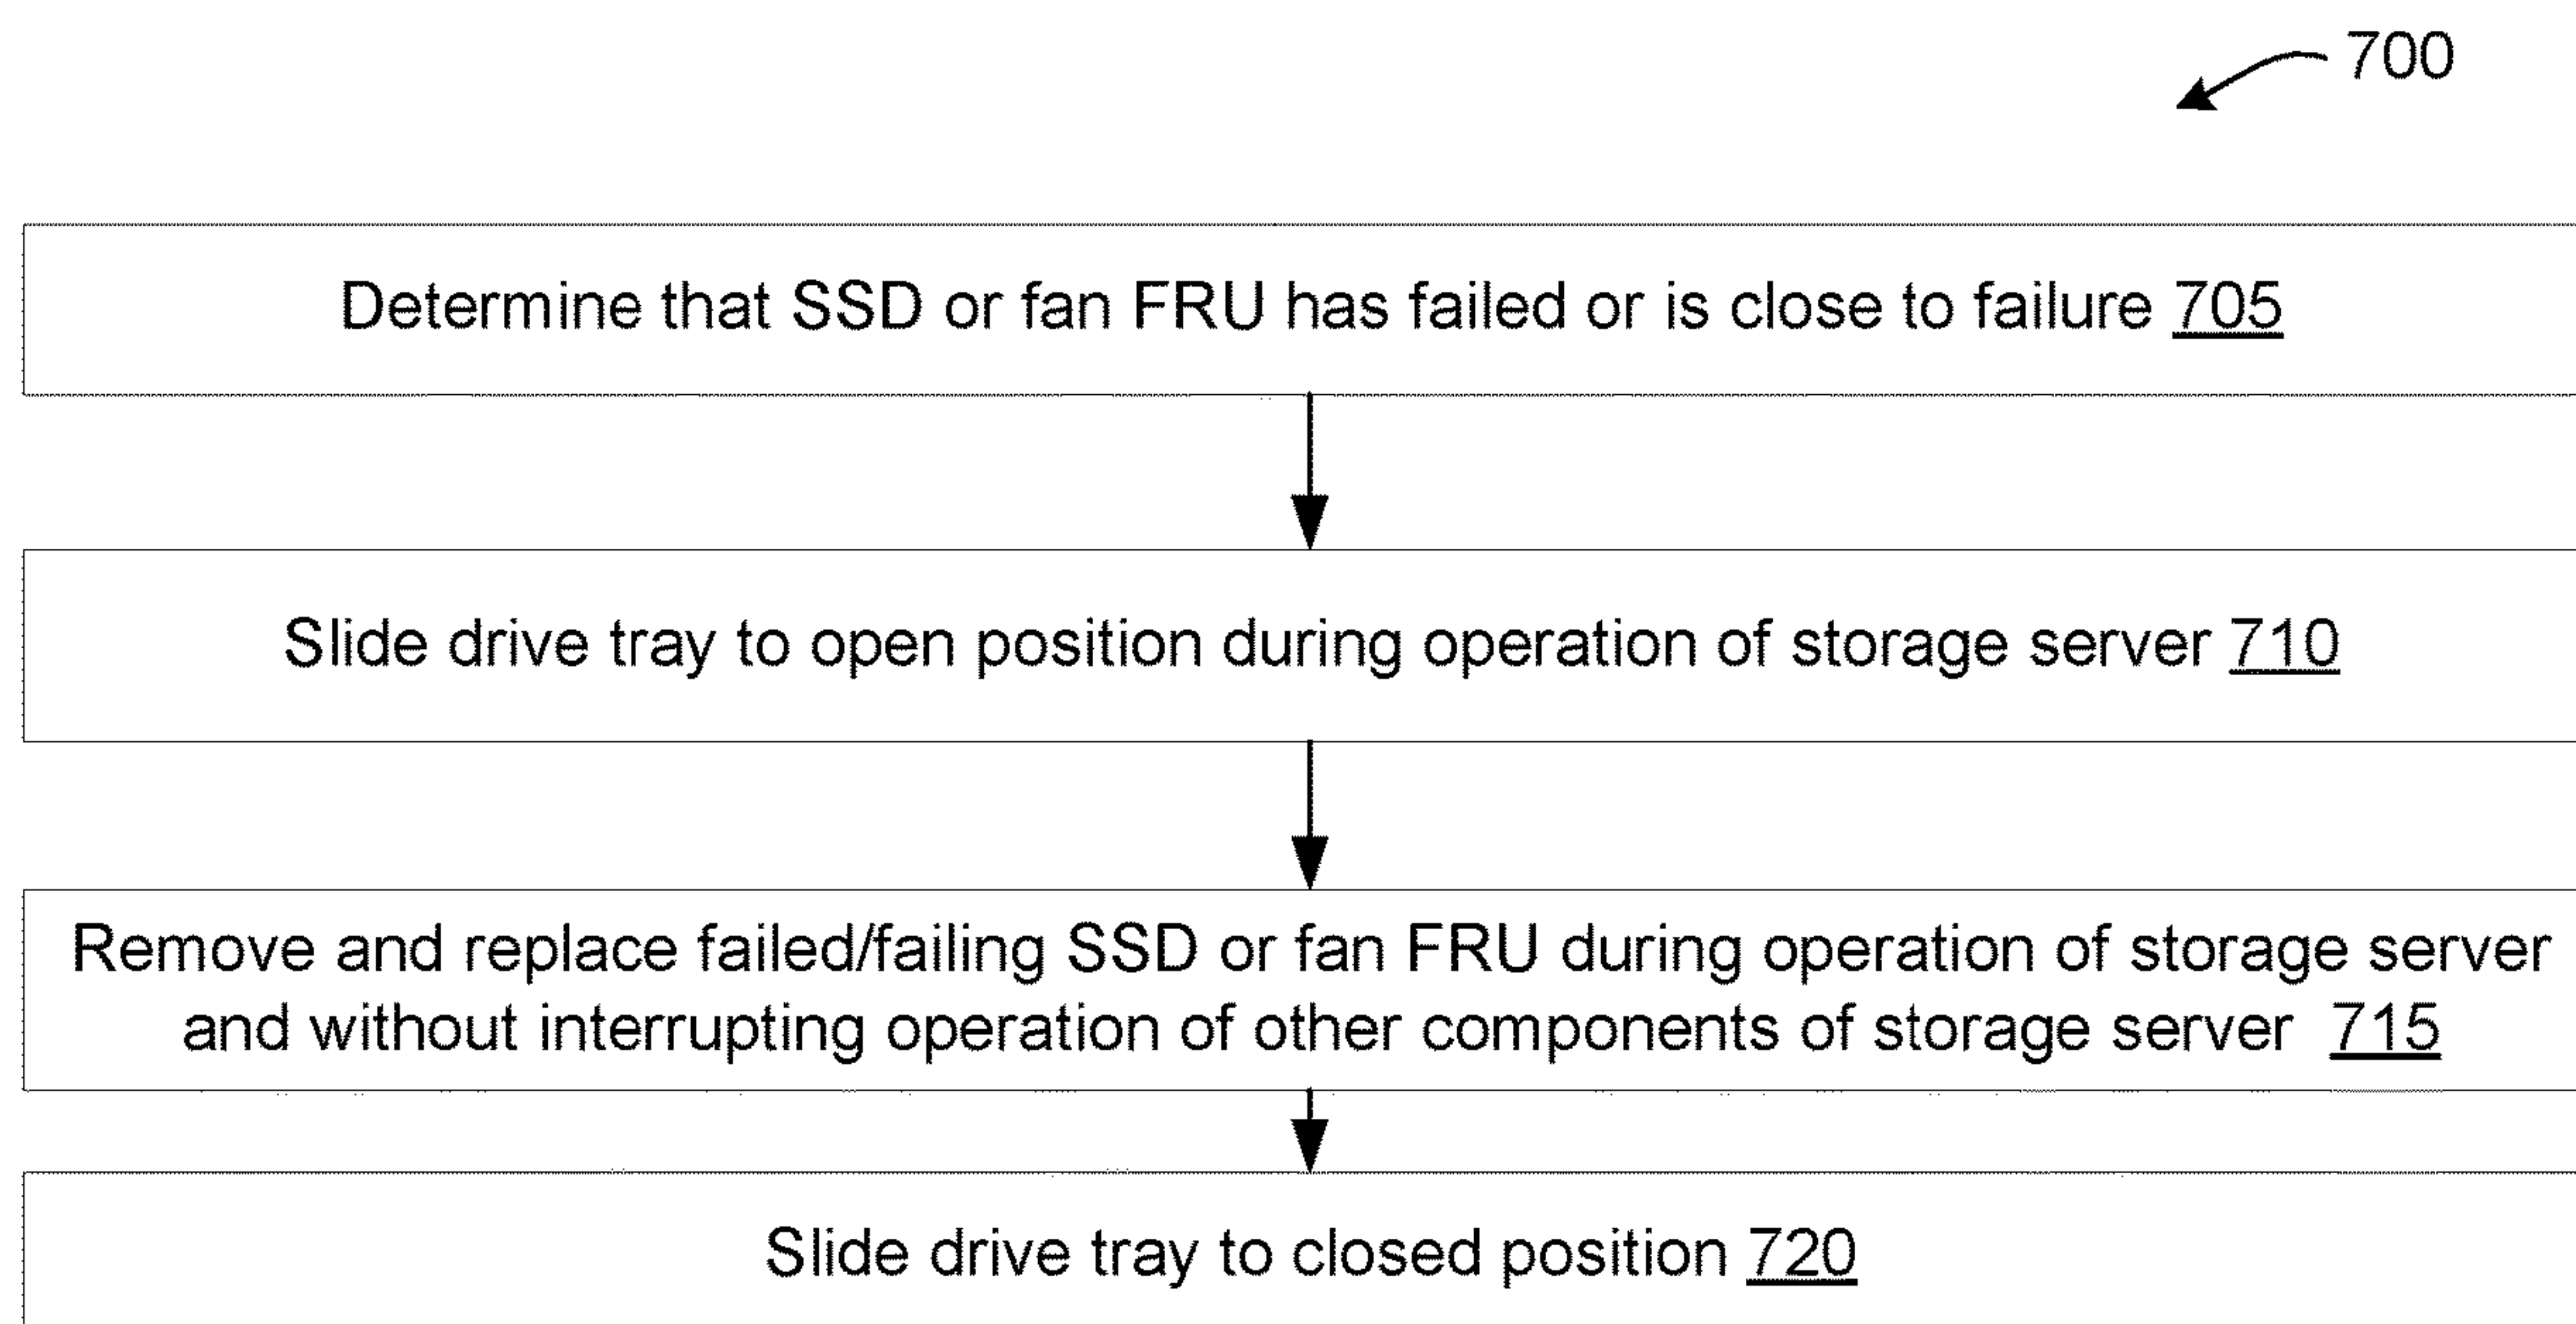 700
Determine that SSD or fan FRU has failed or is close to failure 705
Slide drive tray to open position during operation of storage server 710
Remove and replace failed/failing SSD or fan FRU during operation of storage server
and without interrupting operation of other components of storage server 715
Slide drive tray to closed position 720